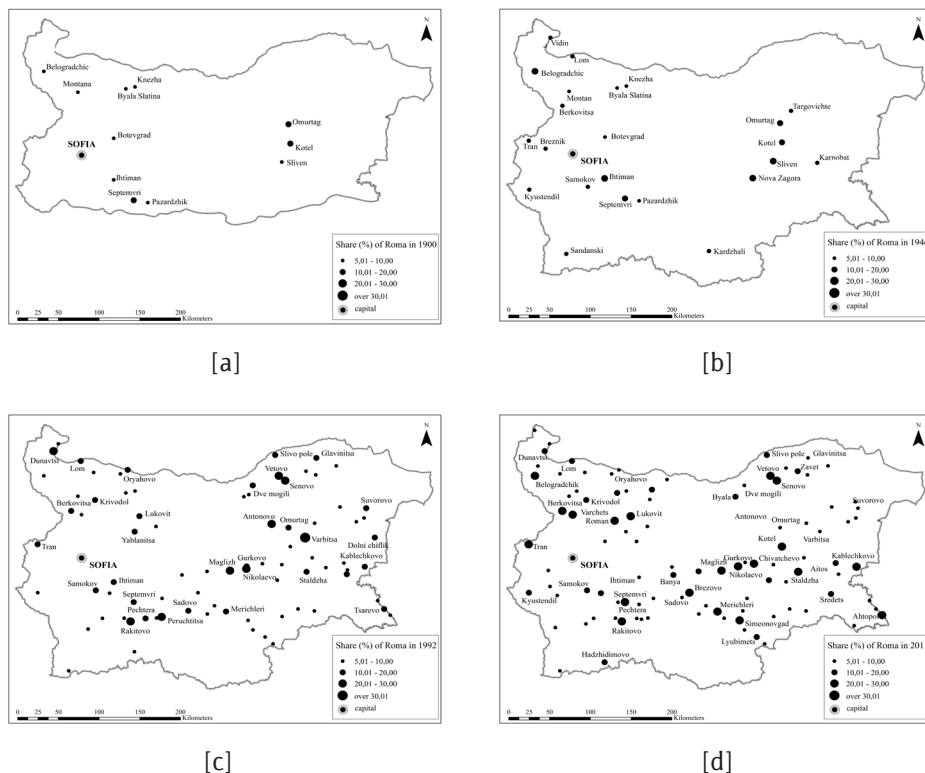 N
Belogradchic
Montana
Knezha
Byala Slatina
Botevgrad
Omurtag
SOFIA
Kotel
Sliven
Ihtiman
Septemvri
Pazardzhik
Share (%) of Roma in 1900
5,01 - 10,00
10,01 - 20,00
20,01 - 30,00
over 30,01
capital
0 25 50 100 150 200
Kilometers
[a]
N
Vidin
Lom
Belogradchic
Knezha
Montan
Byala Slatina
Berkovitsa
Targovichte
Omurtag
Botevgrad
Tran
Breznik
Kotel
SOFIA
Sliven
Karnobat
Samokov
Ihtiman
Nova Zagora
Kyustendil
Septemvri
Pazardzhik
Sandanski
Kardzhali
Share (%) of Roma in 1946
5,01 - 10,00
10,01 - 20,00
20,01 - 30,00
over 30,01
capital
0 25 50 100 150 200
Kilometers
[b]
N
Dunavtsi
Lom
Oryahovo
Slivo pole
Glavinitsa
Vetovo
Senovo
Dve mogili
Berkovitsa
Krivodol
Lukovit
Suvorovo
Antonovo
Omurtag
Yablanitsa
Varbitsa
Dolni chiflik
Tran
SOFIA
Gurkovo
Kablechkovo
Maglizh
Nikolaevo
Staldzha
Samokov
Ihtiman
Septemvri
Pechtera
Sadovo
Merichleri
Rakitovo
Peruchtitsa
Tsarevo
Share (%) of Roma in 1992
5,01 - 10,00
10,01 - 20,00
20,01 - 30,00
over 30,01
capital
0 25 50 100 150 200
Kilometers
[c]
N
Dunavtsi
Lom
Belogradchik
Oryahovo
Slivo pole
Glavinitsa
Vetovo
Zavet
Senovo
Dve mogili
Byala
Berkovitsa
Krivodol
Varchets
Lukovit
Roman
Suvorovo
Antonovo
Omurtag
Tran
Kotel
SOFIA
Gurkovo
Chivatchevo
Kablechkovo
Maglizh
Nikolaevo
Aitos
Staldzha
Samokov
Ihtiman
Banya
Kyustendil
Septemvri
Brezovo
Sadovo
Pechtera
Merichleri
Sredets
Rakitovo
Simeonovgad
Ahtopol
Lyubimets
Hadzhidimovo
Share (%) of Roma in 201
5,01 - 10,00
10,01 - 20,00
20,01 - 30,00
over 30,01
capital
0 25 50 100 150 200
Kilometers
[d]